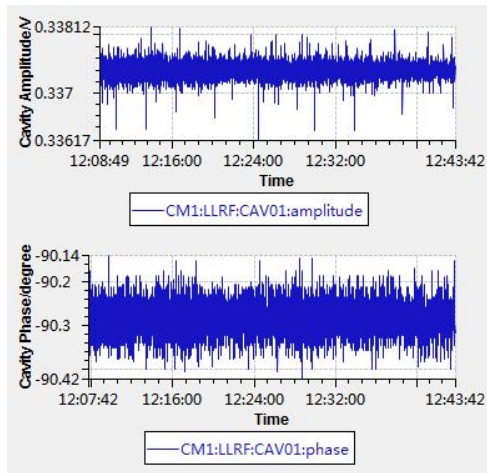 0.33812
0.337
0.33617
Cavity Amplitude/V
12:08:49 12:16:00 12:24:00 12:32:00 12:43:42
Time
CM1:LLRF:CAV01:amplitude
-90.14
-90.2
-90.3
-90.42
Cavity Phase/degree
12:07:42 12:16:00 12:24:00 12:32:00 12:43:42
Time
CM1:LLRF:CAV01:phase